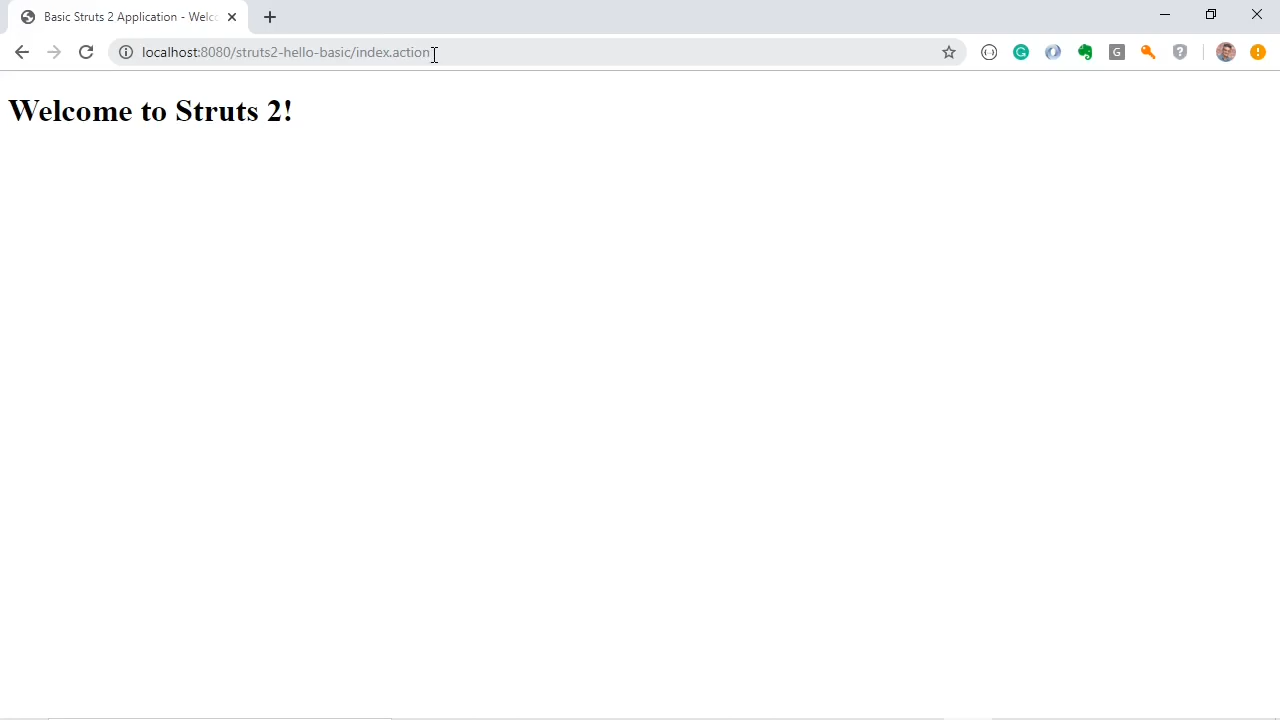 Basic Struts 2 Application - Welc
localhost:8080/struts2-hello-basic/index.action
G
Welcome to Struts 2!